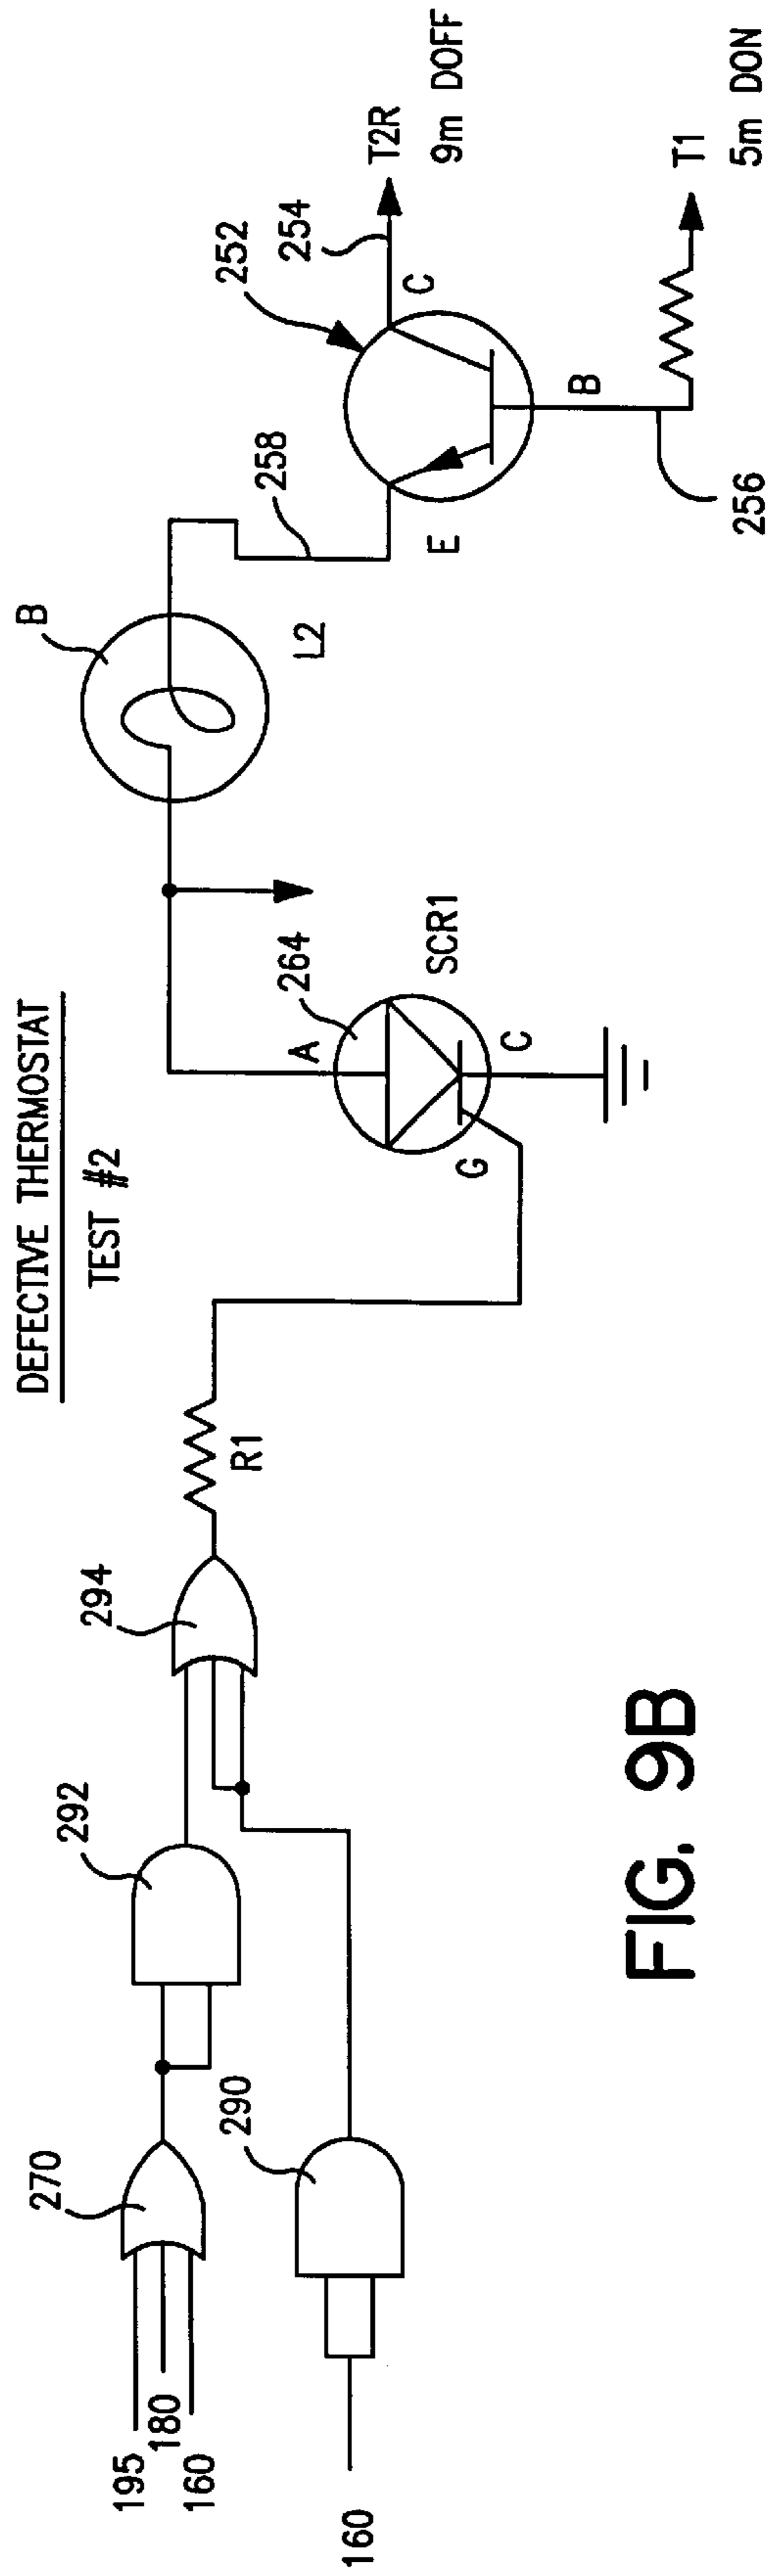 DEFECTIVE THERMOSTAT
TEST #2
195
180
160
270
292
294
R1
160
290
G
A
264
SCR1
C
B
L2
258
E
252
254
C
T2R
9m DOFF
B
256
T1
5m DON
FIG. 9B